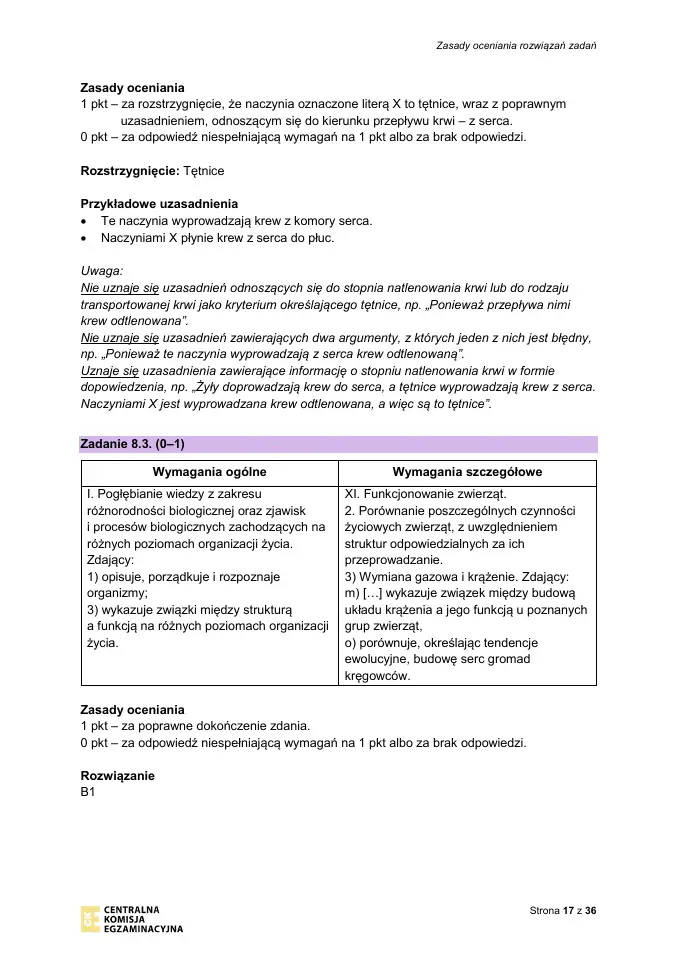 Zasady oceniania rozwiązań zadań
Zasady oceniania
1 pkt – za rozstrzygnięcie, że naczynia oznaczone literą X to tętnice, wraz z poprawnym
uzasadnieniem, odnoszącym się do kierunku przepływu krwi – z serca.
0 pkt – za odpowiedź niespełniającą wymagań na 1 pkt albo za brak odpowiedzi.
Rozstrzygnięcie: Tętnice
Przykładowe uzasadnienia
• Te naczynia wyprowadzają krew z komory serca.
• Naczyniami X płynie krew z serca do płuc.
Uwaga:
Nie uznaje się uzasadnień odnoszących się do stopnia natlenowania krwi lub do rodzaju
transportowanej krwi jako kryterium określającego tętnice, np. „Ponieważ przepływa nimi
krew odtlenowana”.
Nie uznaje się uzasadnień zawierających dwa argumenty, z których jeden z nich jest błędny,
np. „Ponieważ te naczynia wyprowadzają z serca krew odtlenowaną”.
Uznaje się uzasadnienia zawierające informację o stopniu natlenowania krwi w formie
dopowiedzenia, np. „Żyły doprowadzają krew do serca, a tętnice wyprowadzają krew z serca.
Naczyniami X jest wyprowadzana krew odtlenowana, a więc są to tętnice”.
Zadanie 8.3. (0–1)
Wymagania ogólne
I. Pogłębianie wiedzy z zakresu
różnorodności biologicznej oraz zjawisk
i procesów biologicznych zachodzących na
różnych poziomach organizacji życia.
Zdający:
1) opisuje, porządkuje i rozpoznaje
organizmy;
3) wykazuje związki między strukturą
a funkcją na różnych poziomach organizacji
życia.
Wymagania szczegółowe
XI. Funkcjonowanie zwierząt.
2. Porównanie poszczególnych czynności
życiowych zwierząt, z uwzględnieniem
struktur odpowiedzialnych za ich
przeprowadzanie.
3) Wymiana gazowa i krążenie. Zdający:
m) […] wykazuje związek między budową
układu krążenia a jego funkcją u poznanych
grup zwierząt,
o) porównuje, określając tendencje
ewolucyjne, budowę serc gromad
kręgowców.
Zasady oceniania
1 pkt – za poprawne dokończenie zdania.
0 pkt – za odpowiedź niespełniającą wymagań na 1 pkt albo za brak odpowiedzi.
Rozwiązanie
B1
CENTRALNA
KOMISJA
EGZAMINACYJNA
Strona 17 z 36